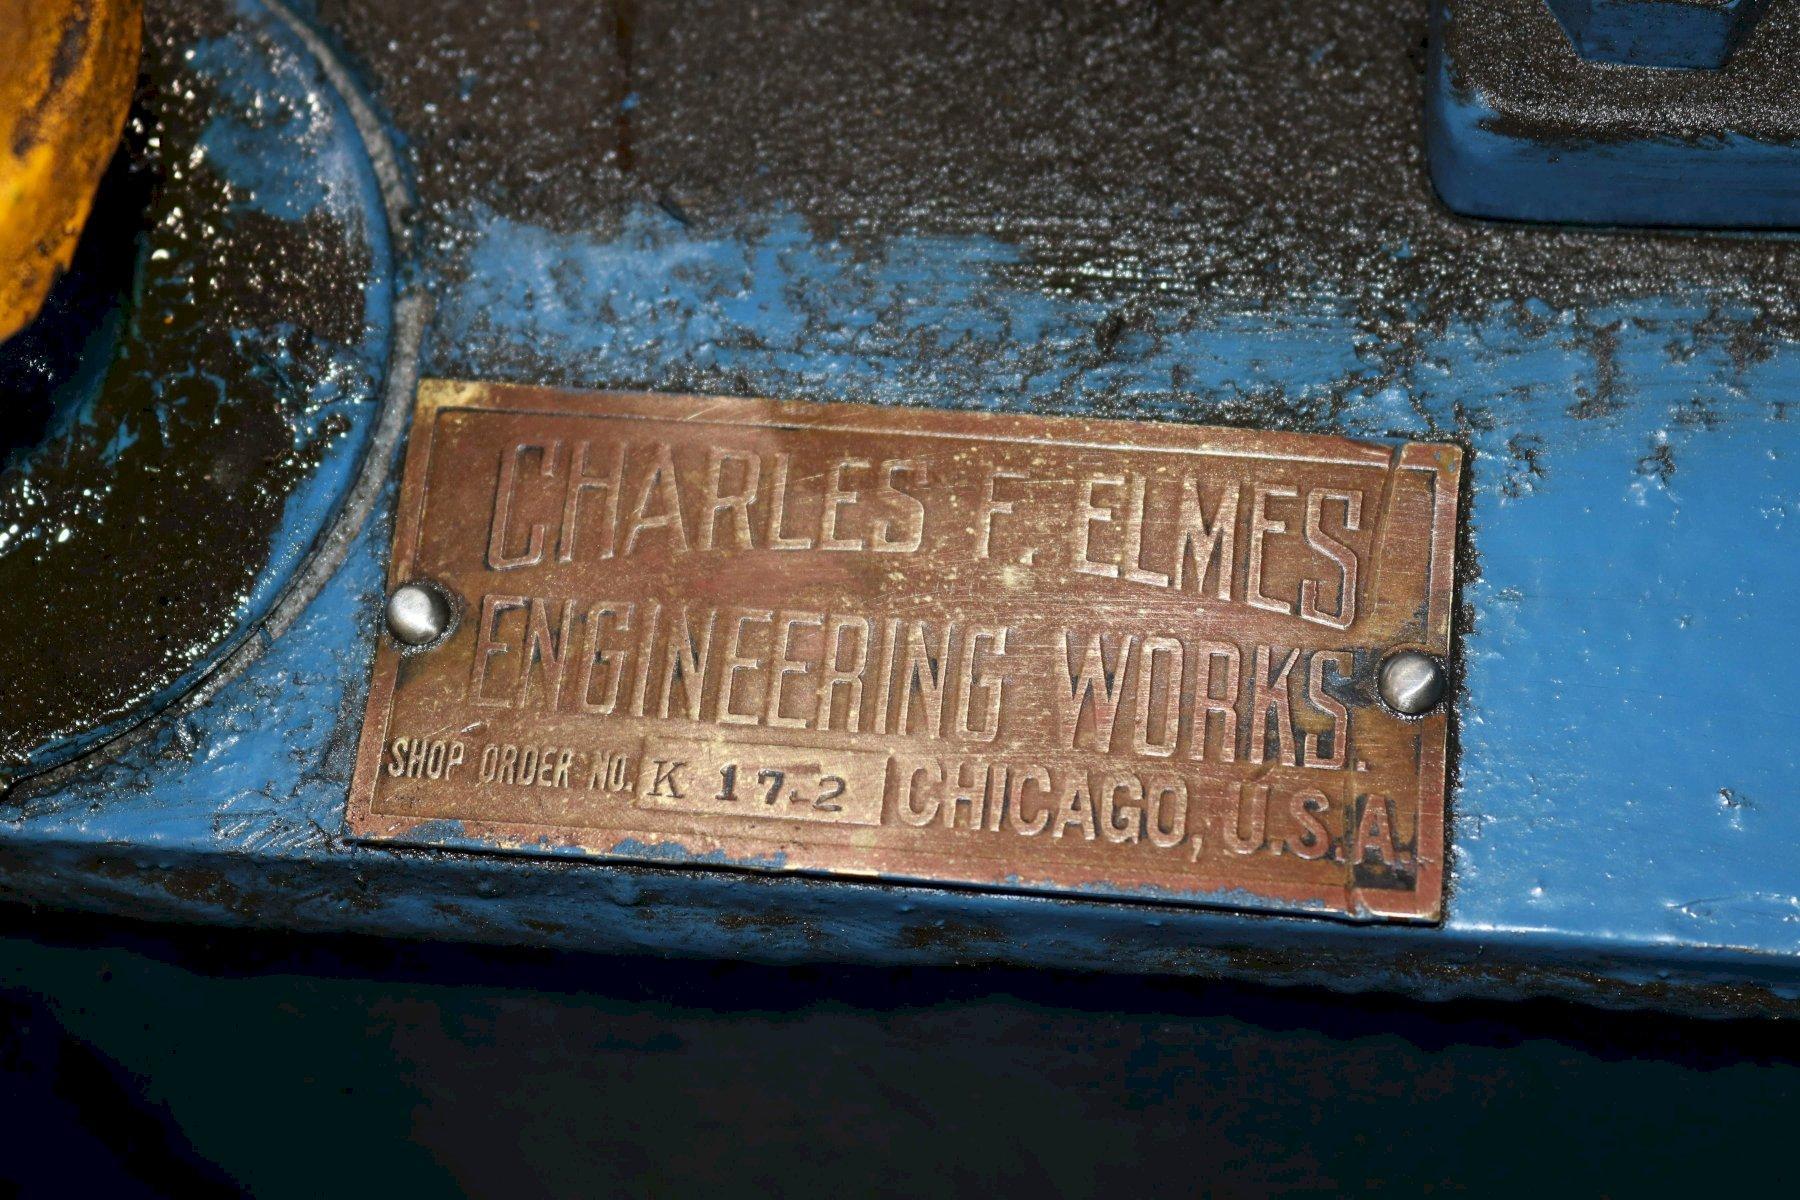 CHARLES F. ELMES
ENGINEERING WORKS.
SHOP ORDER NO. K 17-2 CHICAGO, U.S.A.